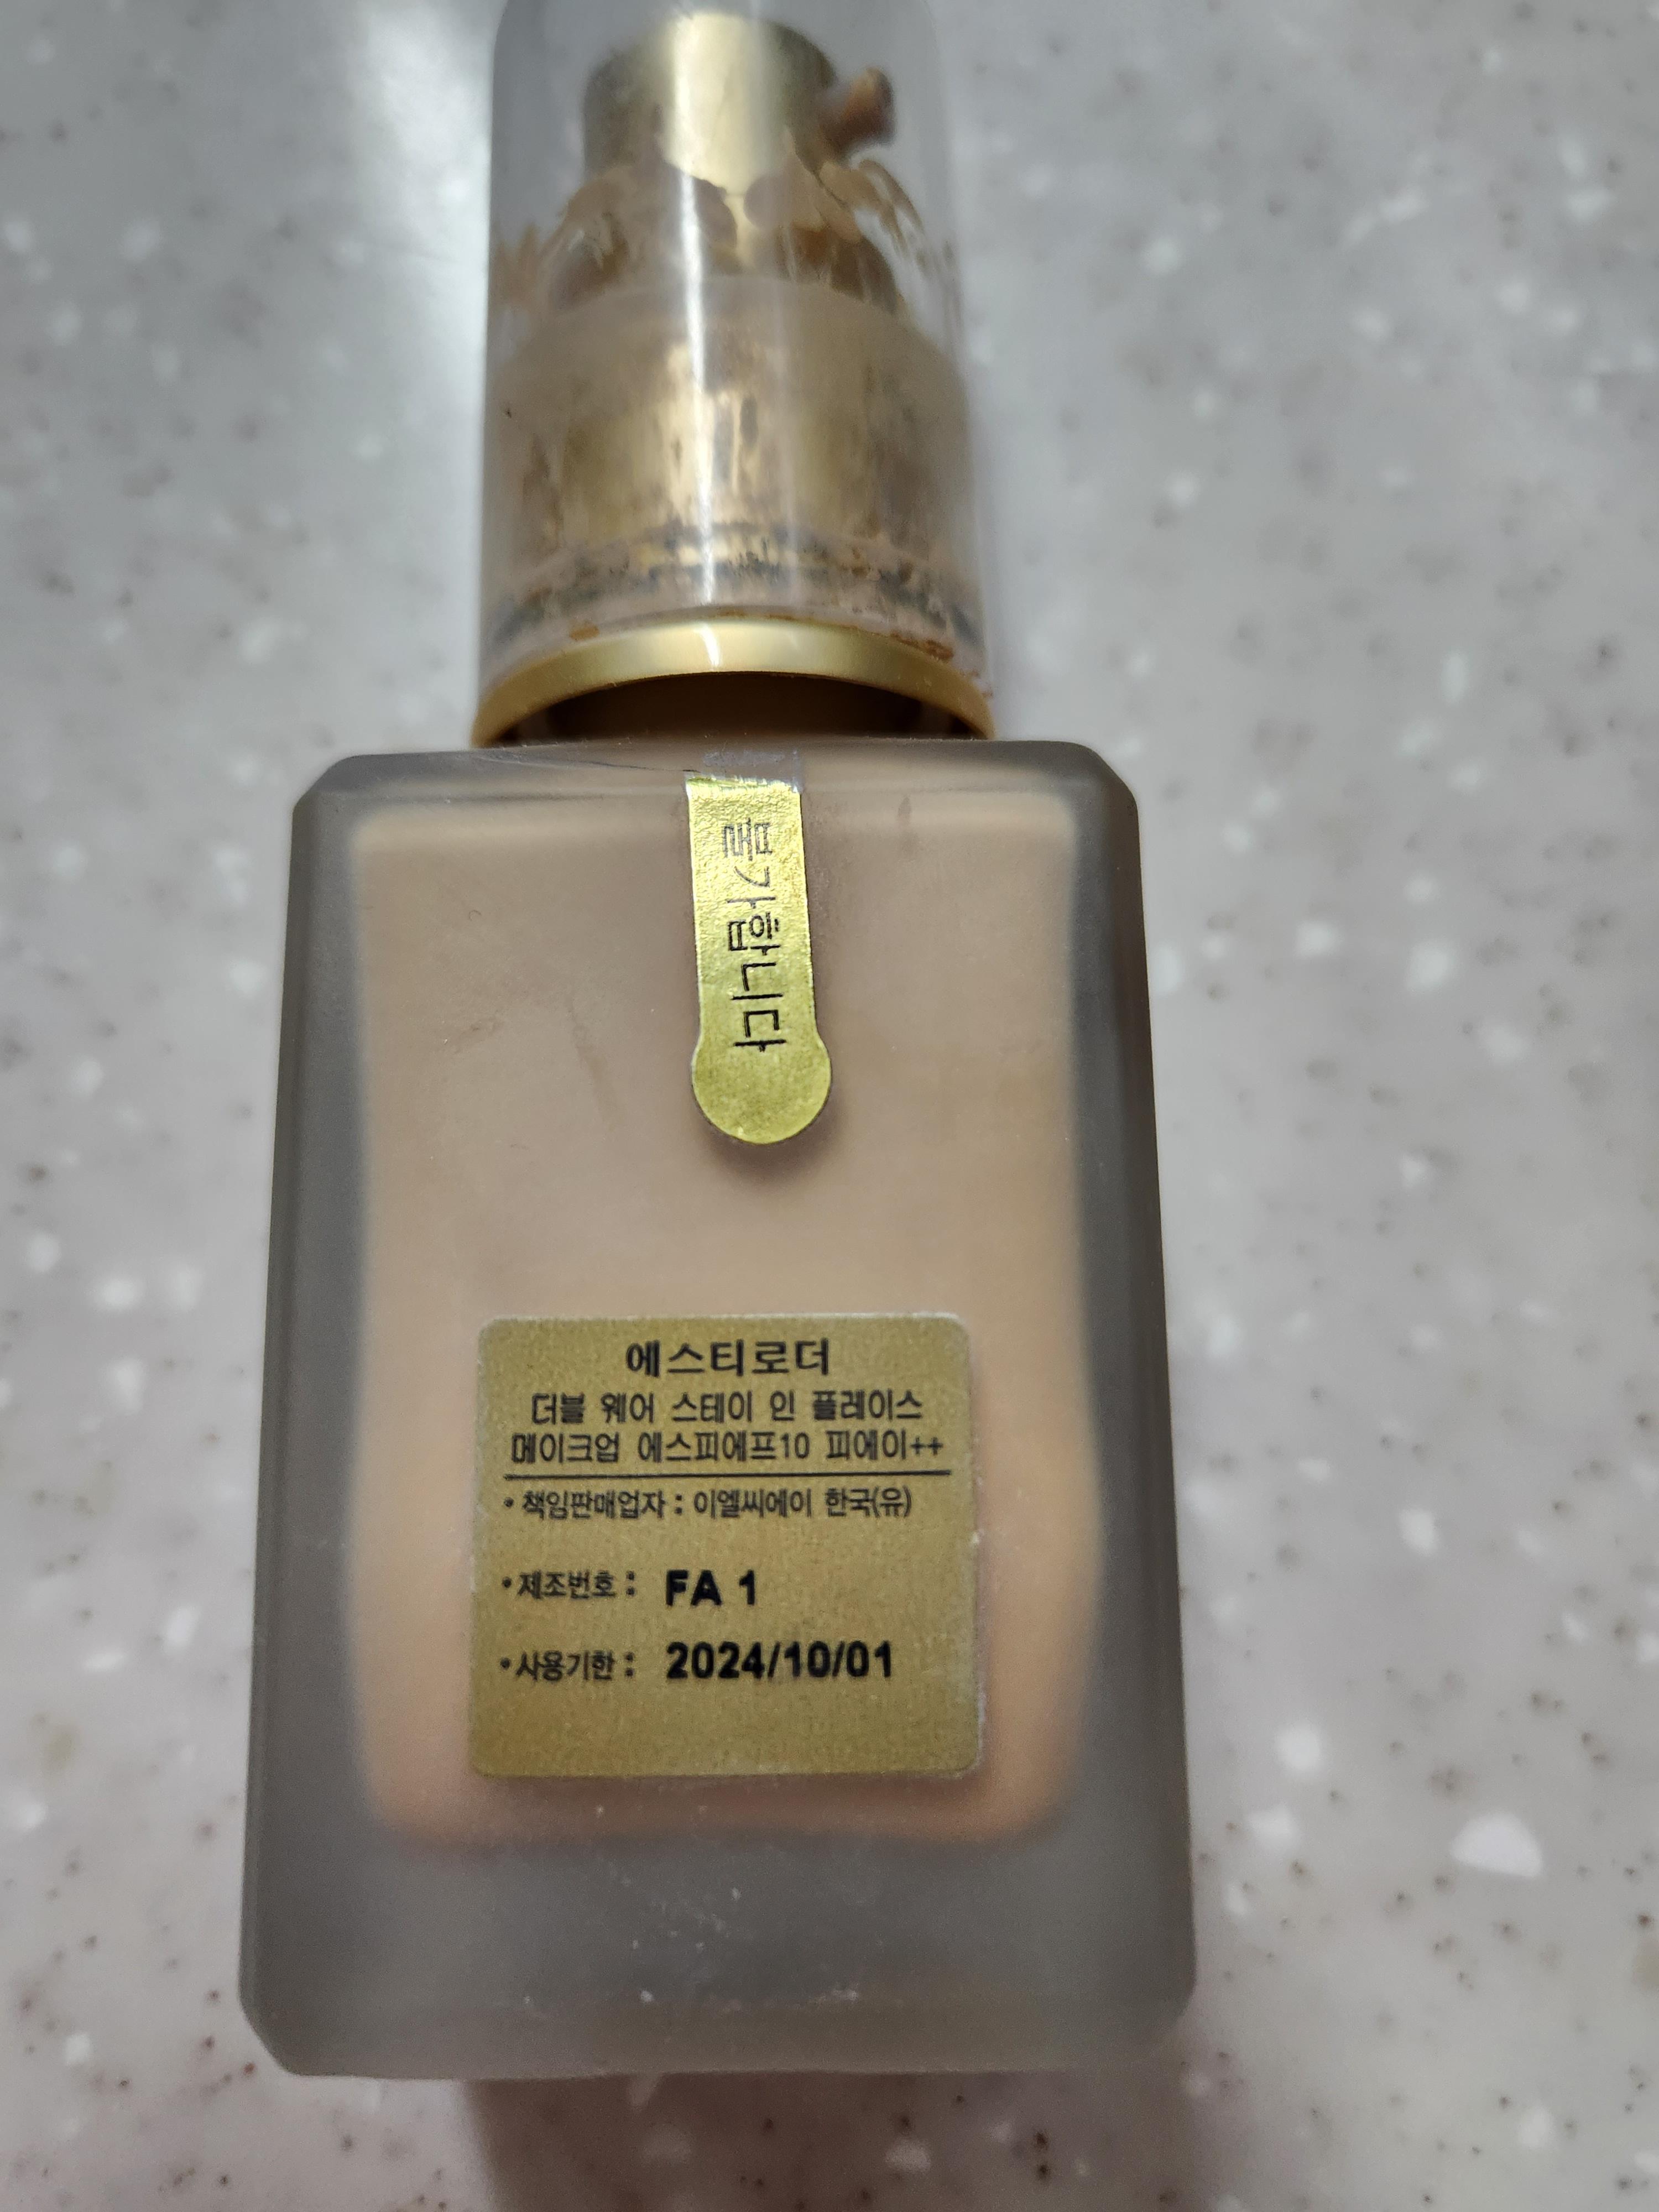 불가합니다
에스티로더
더블 웨어 스테이 인 플레이스
메이크업 에스피에프10 피에이++
• 책임판매업자 : 이엘씨에이 한국(유)
• 제조번호 : FA 1
• 사용기한 : 2024/10/01